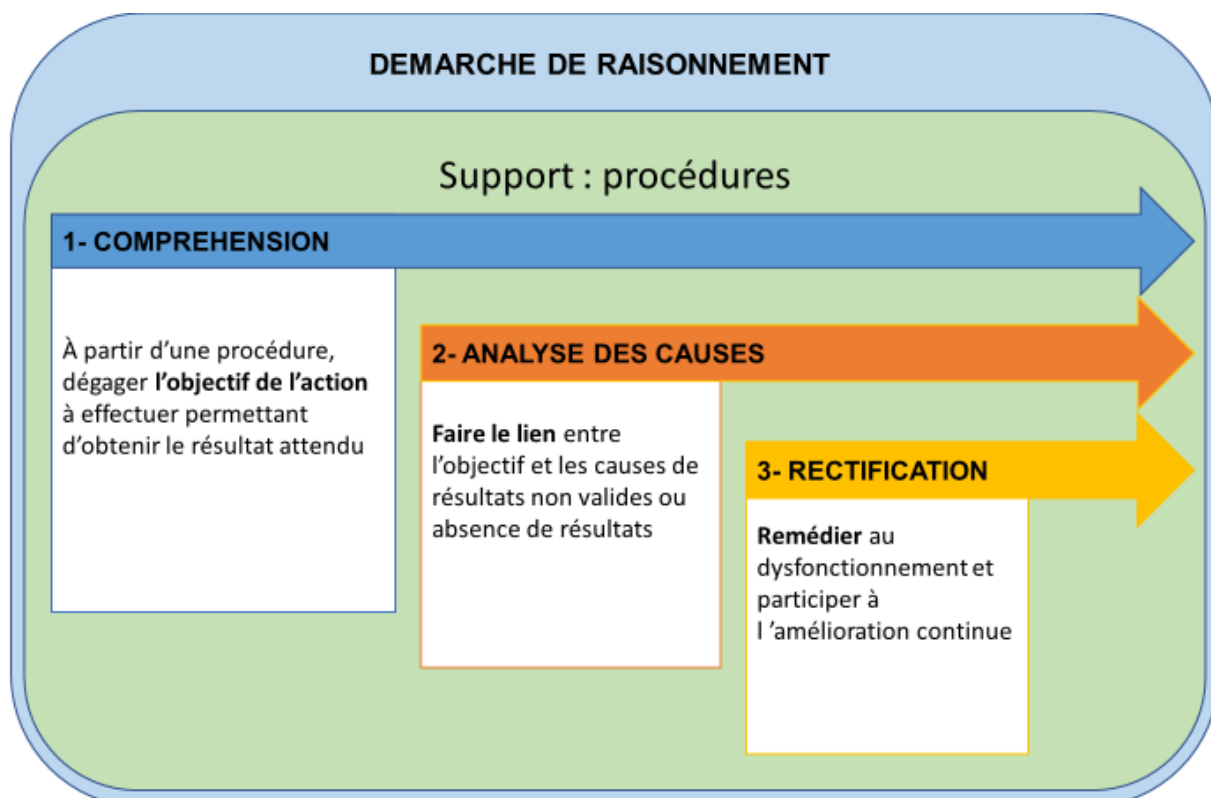 DEMARCHE DE RAISONNEMENT
Support : procédures
1- COMPREHENSION
À partir d’une procédure,
dégager l’objectif de l’action
à effectuer permettant
d’obtenir le résultat attendu
2- ANALYSE DES CAUSES
Faire le lien entre
l’objectif et les causes de
résultats non valides ou
absence de résultats
3- RECTIFICATION
Remédier au
dysfonctionnement et
participer à
l ’amélioration continue